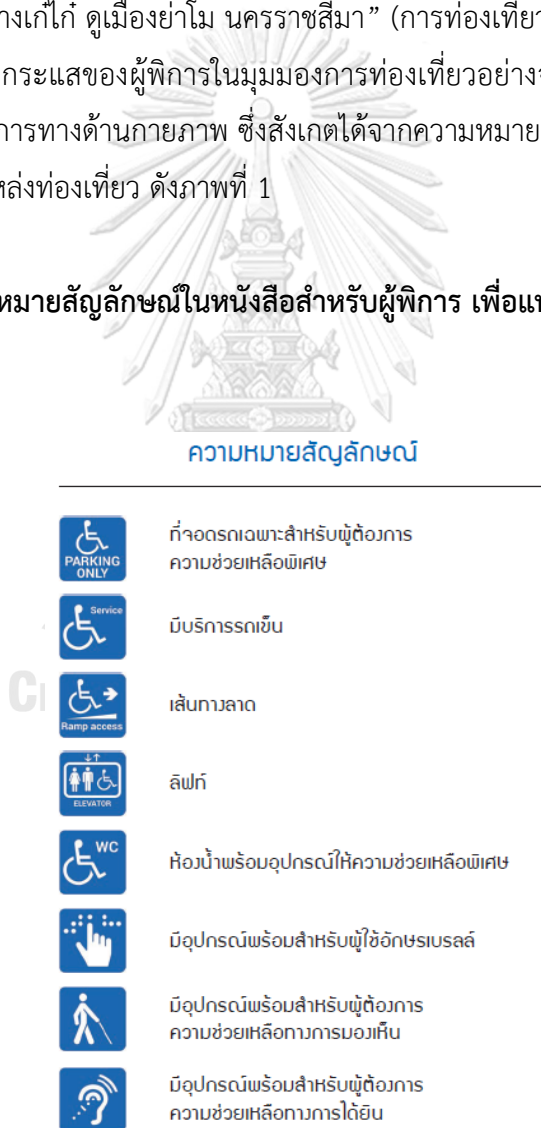 างเก๋ไก๋ ดูเมืองย่าโม นครราชสีมา” (การท่องเที่ยว
กระแสของผู้พิการในมุมมองการท่องเที่ยวอย่าง
การทางด้านกายภาพ ซึ่งสังเกตได้จากความหมาย
หล่งท่องเที่ยว ดังภาพที่ 1
หมายสัญลักษณ์ในหนังสือสำหรับผู้พิการ เพื่อแ
ความหมายสัญลักษณ์
PARKING
ONLY
ที่จอดรถเฉพาะสำหรับผู้ต้องการ
ความช่วยเหลือพิเศษ
Service
มีบริการรถเข็น
Ramp access
เส้นทางลาด
ELEVATOR
ลิฟท์
WC
ห้องน้ำพร้อมอุปกรณ์ให้ความช่วยเหลือพิเศษ
มีอุปกรณ์พร้อมสำหรับผู้ใช้อักษรเบรลล์
มีอุปกรณ์พร้อมสำหรับผู้ต้องการ
ความช่วยเหลือทางการมองเห็น
มีอุปกรณ์พร้อมสำหรับผู้ต้องการ
ความช่วยเหลือทางการได้ยิน